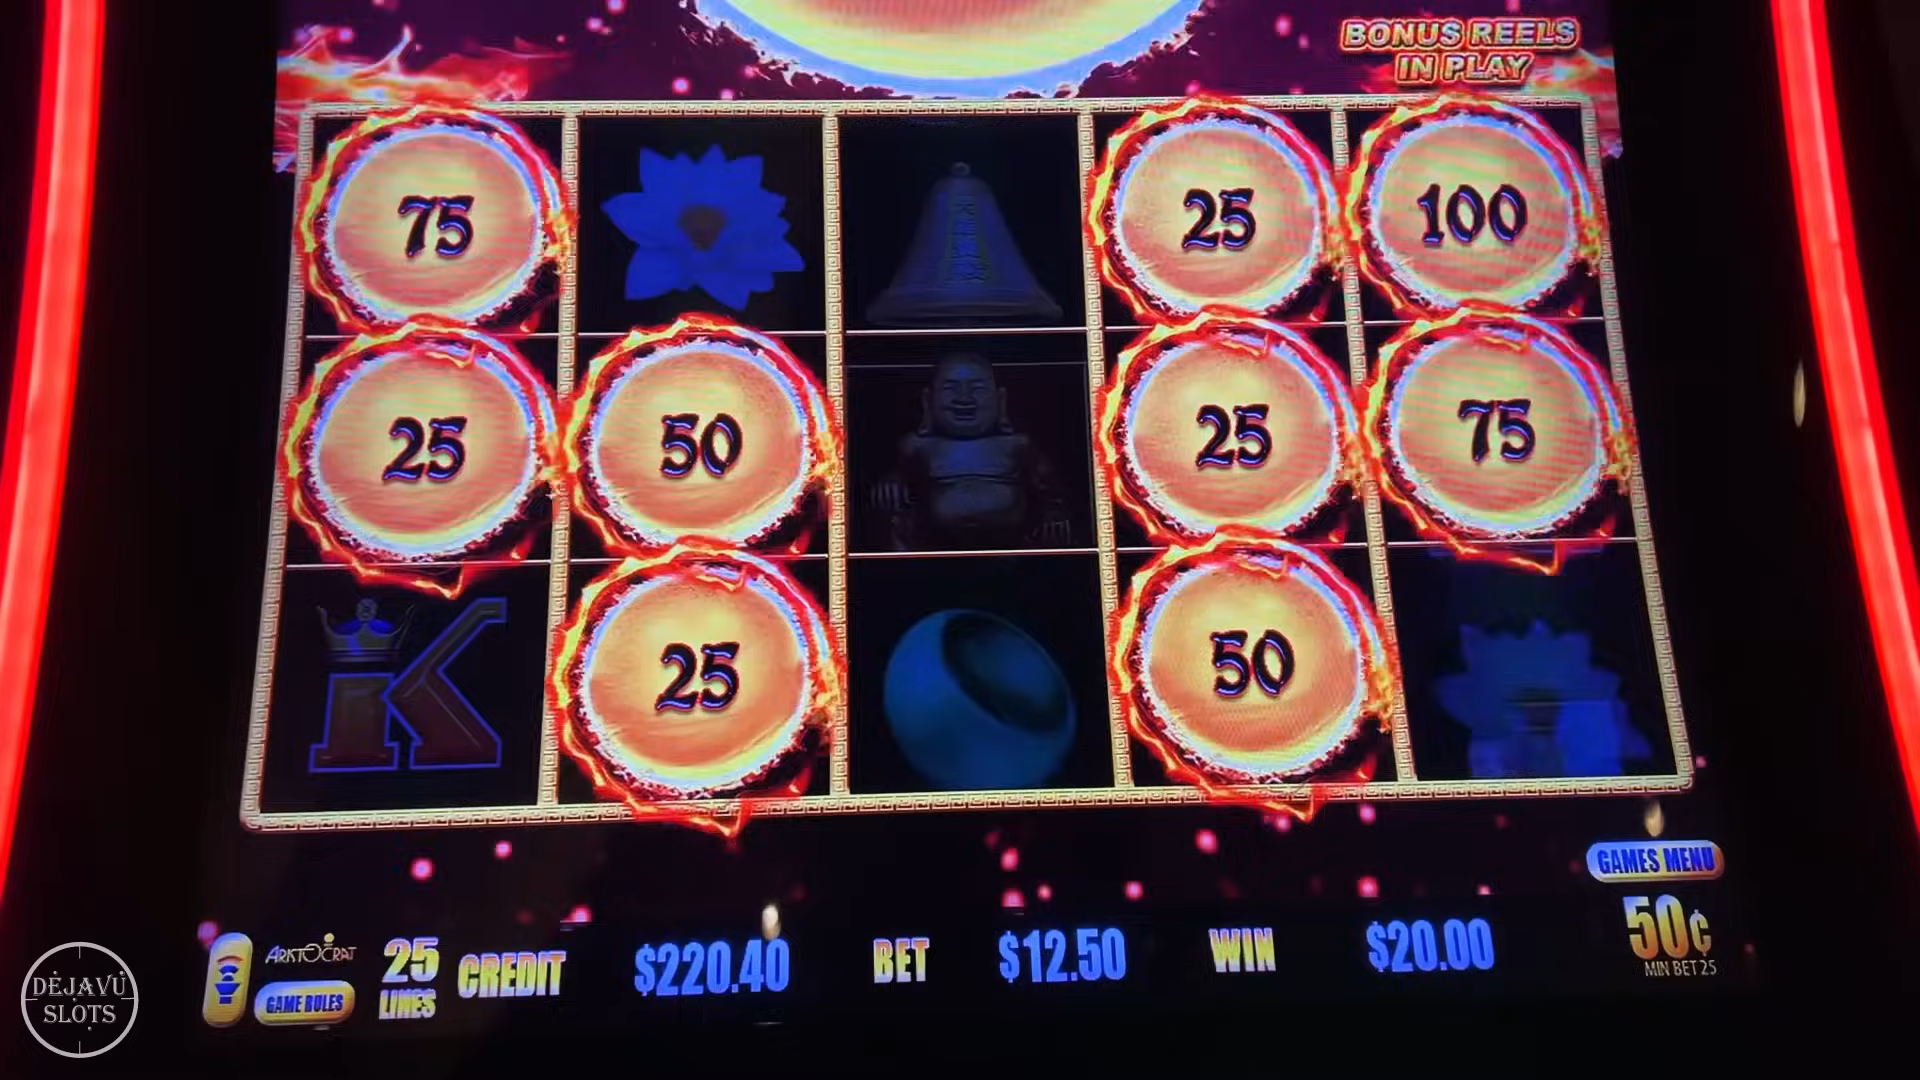 BONUS REELS
IN PLAY
75
25
100
25
50
25
75
K
25
50
GAMES MENU
ARISTOCRAT
GAME RULES
25
LINES
CREDIT
$220.40
BET
$12.50
WIN
$20.00
50¢
MIN BET 25
DEJAVU
SLOTS